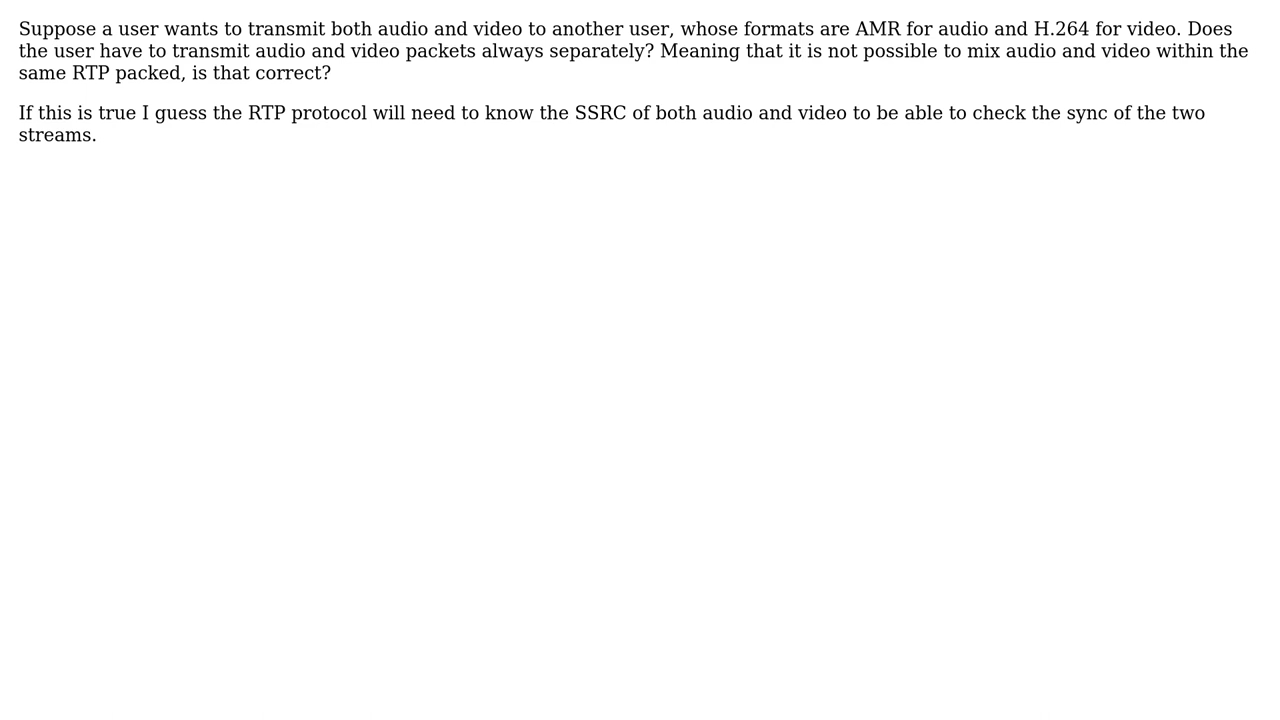 Suppose a user wants to transmit both audio and video to another user, whose formats are AMR for audio and H.264 for video. Does
the user have to transmit audio and video packets always separately? Meaning that it is not possible to mix audio and video within the
same RTP packed, is that correct?
If this is true I guess the RTP protocol will need to know the SSRC of both audio and video to be able to check the sync of the two
streams.